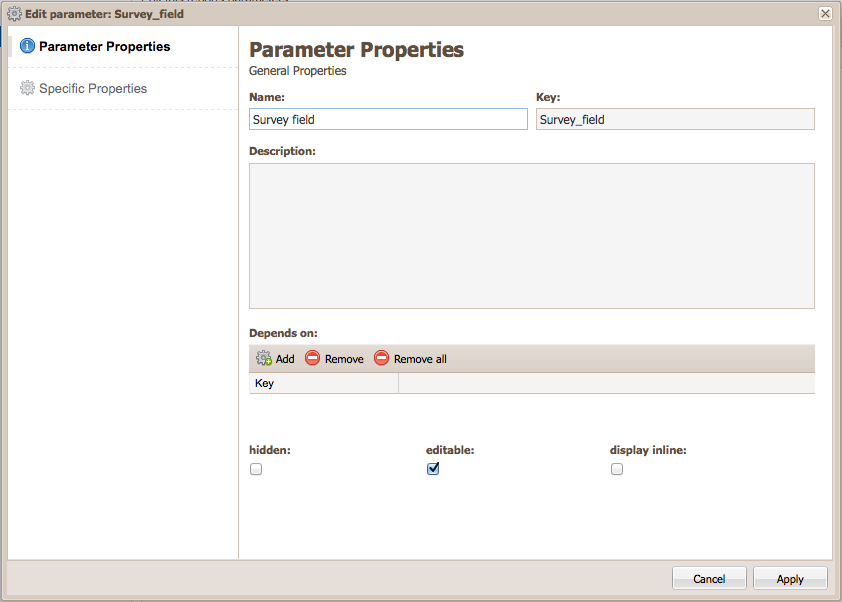 Edit parameter: Survey_field
Parameter Properties
Specific Properties
Parameter Properties
General Properties
Name: Key:
Survey field Survey_field
Description:
Depends on:
Add Remove Remove all
Key
hidden: editable: display inline:
Cancel Apply